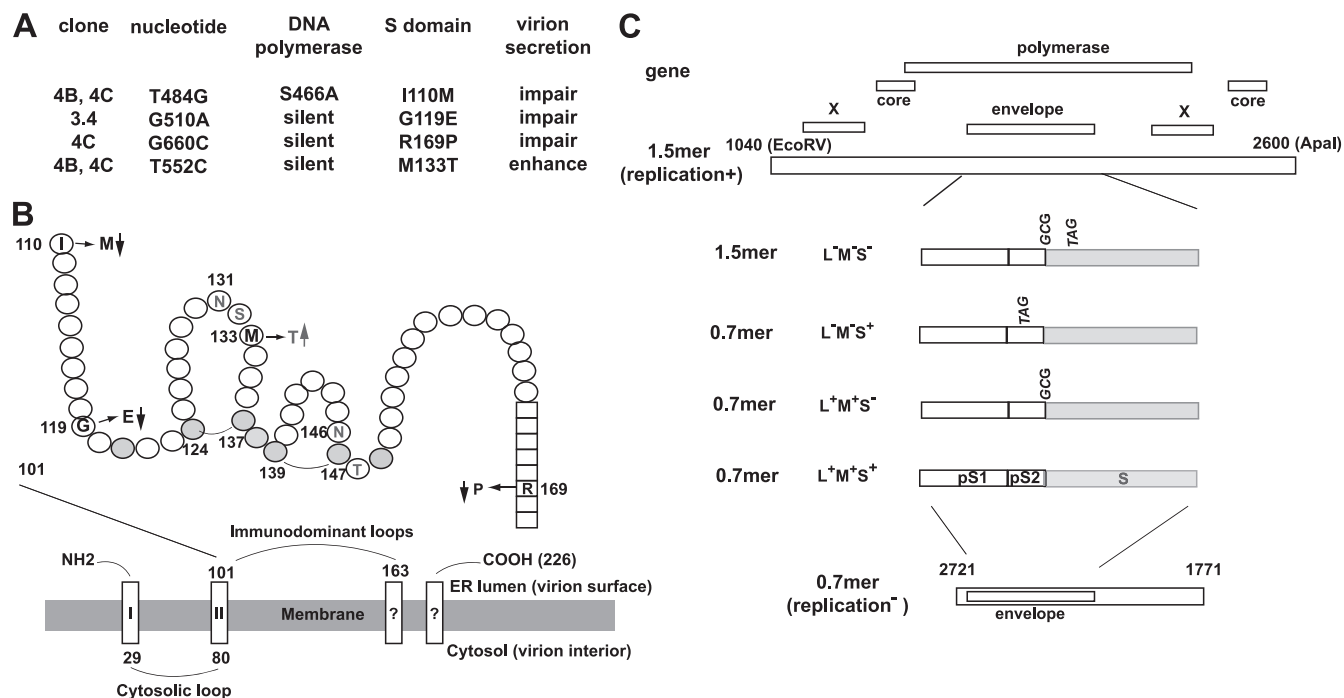 A
clone nucleotide DNA polymerase S domain virion secretion
4B, 4C T484G S466A I110M impair
3.4 G510A silent G119E impair
4C G660C silent R169P impair
4B, 4C T552C silent M133T enhance
B
110 I M
131
N
S
133 M T
119 G E
124
137
139
146 N
147
T
P R 169
101
Immunodominant loops
NH2
101
163
COOH (226)
ER lumen (virion surface)
I II Membrane ? ?
Cytosol (virion interior)
29 80
Cytosolic loop
C
polymerase
gene
core core
X envelope X
1040 (EcoRV) 2600 (ApaI)
1.5mer
(replication+)
GCG TAG
1.5mer L-M-S-
TAG
0.7mer L-M-S+
GCG
0.7mer L+M+S-
0.7mer L+M+S+ pS1 pS2 S
2721 1771
0.7mer
(replication-)
envelope